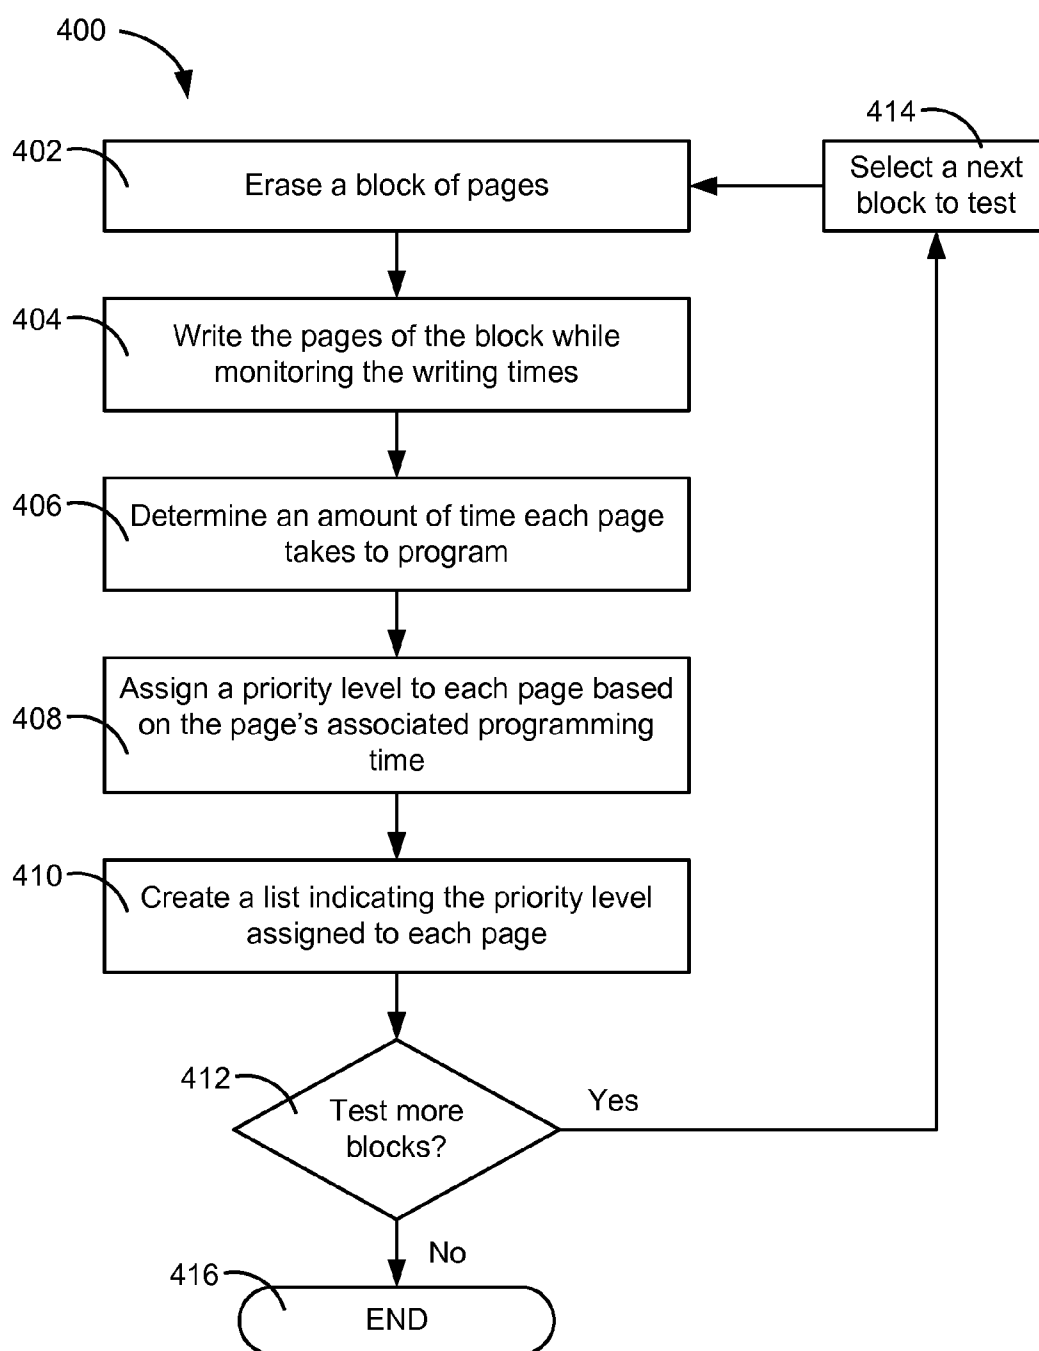 400
414
402
Erase a block of pages
Select a next
block to test
404
Write the pages of the block while
monitoring the writing times
406
Determine an amount of time each page
takes to program
408
Assign a priority level to each page based
on the page's associated programming
time
410
Create a list indicating the priority level
assigned to each page
412
Test more
blocks?
Yes
No
416
END